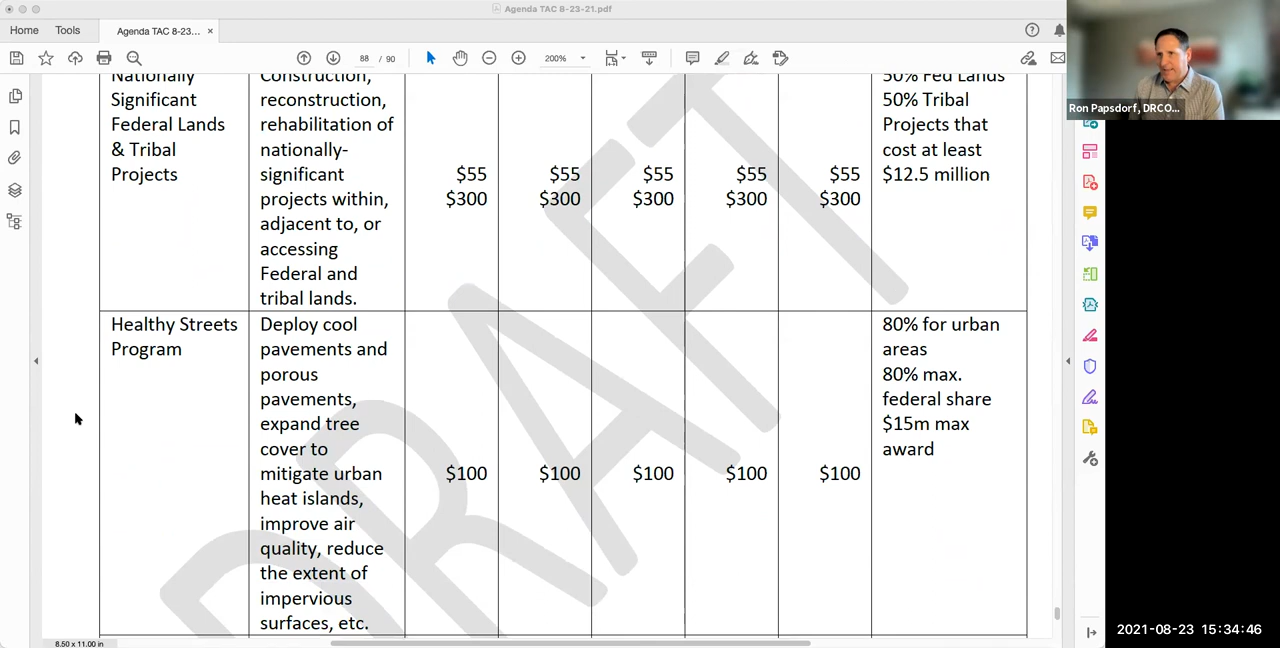 Agenda TAC 8-23-21.pdf
Home
Tools
Agenda TAC 8-23...
×
88 / 90
200%
Nationally
Significant
Federal Lands
& Tribal
Projects
Construction,
reconstruction,
rehabilitation of
nationally-
significant
projects within,
adjacent to, or
accessing
Federal and
tribal lands.
$55 $55 $55 $55 $55
$300 $300 $300 $300 $300
50% Fed Lands
50% Tribal
Projects that
cost at least
$12.5 million
Healthy Streets
Program
Deploy cool
pavements and
porous
pavements,
expand tree
cover to
mitigate urban
heat islands,
improve air
quality, reduce
the extent of
impervious
surfaces, etc.
$100 $100 $100 $100 $100
80% for urban
areas
80% max.
federal share
$15m max
award
DRAFT
8.50 x 11.00 in
Ron Papsdorf, DRCO...
2021-08-23 15:34:46